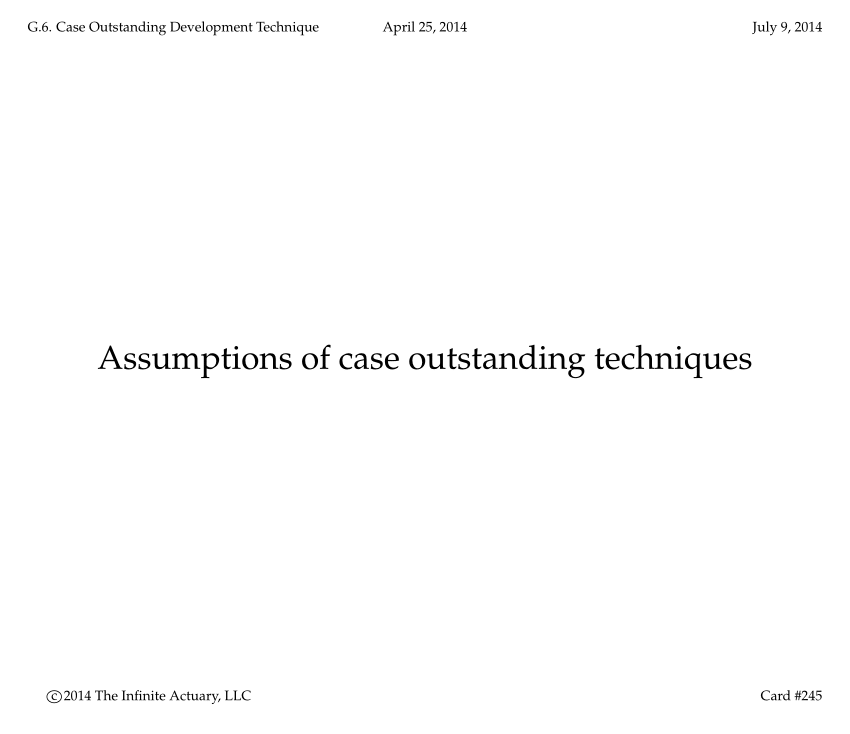 G.6. Case Outstanding Development Technique April 25, 2014 July 9, 2014
Assumptions of case outstanding techniques
©2014 The Infinite Actuary, LLC Card #245